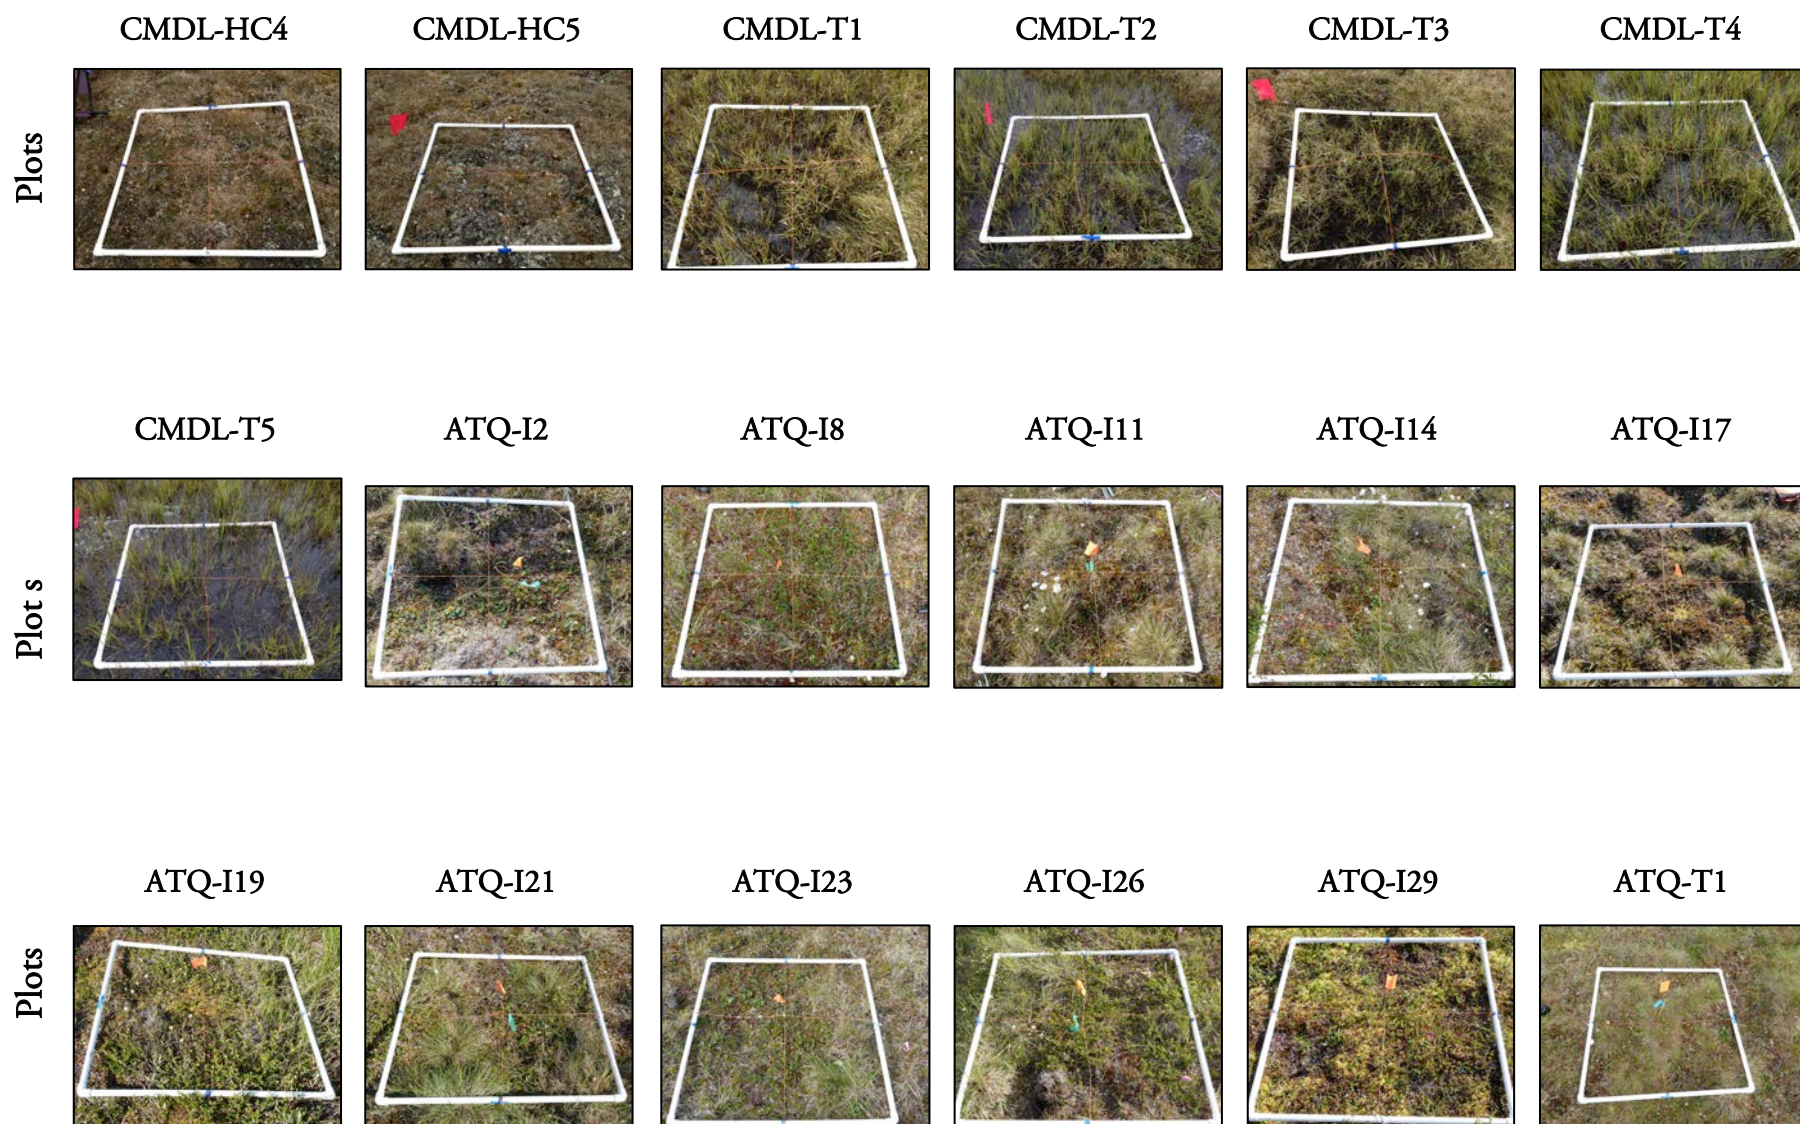 CMDL-HC4 CMDL-HC5 CMDL-T1 CMDL-T2 CMDL-T3 CMDL-T4
Plots
CMDL-T5 ATQ-I2 ATQ-I8 ATQ-I11 ATQ-I14 ATQ-I17
Plot s
ATQ-I19 ATQ-I21 ATQ-I23 ATQ-I26 ATQ-I29 ATQ-T1
Plots